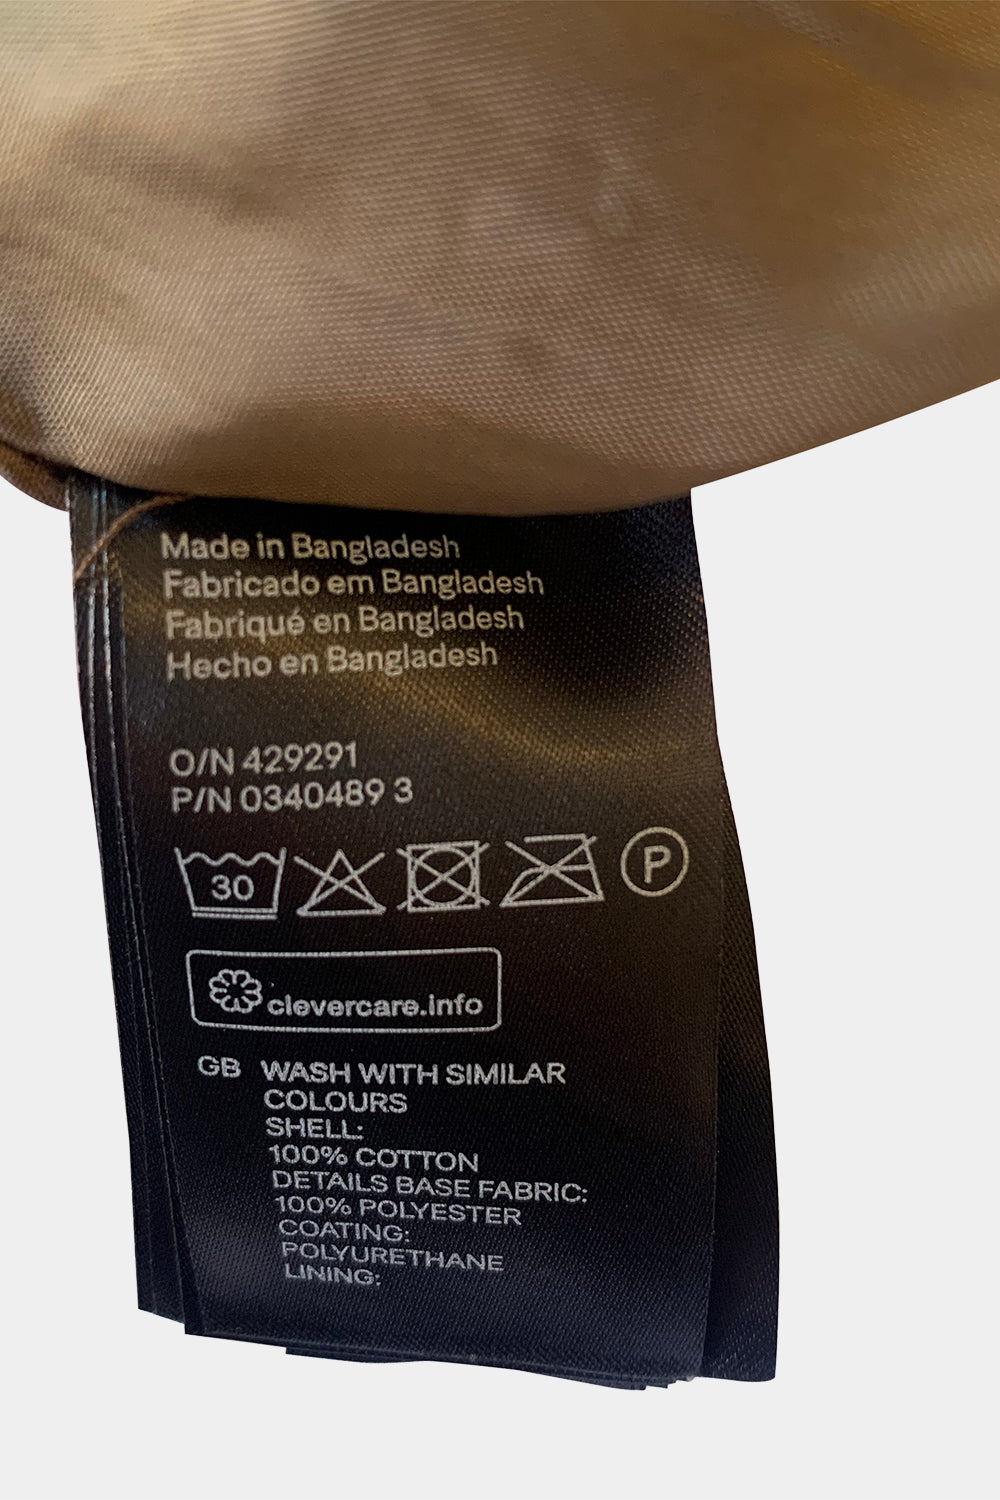 Made in Bangladesh
Fabricado em Bangladesh
Fabriqué en Bangladesh
Hecho en Bangladesh
O/N 429291
P/N 0340489 3
30
P
clevercare.info
GB WASH WITH SIMILAR
COLOURS
SHELL:
100% COTTON
DETAILS BASE FABRIC:
100% POLYESTER
COATING:
POLYURETHANE
LINING: